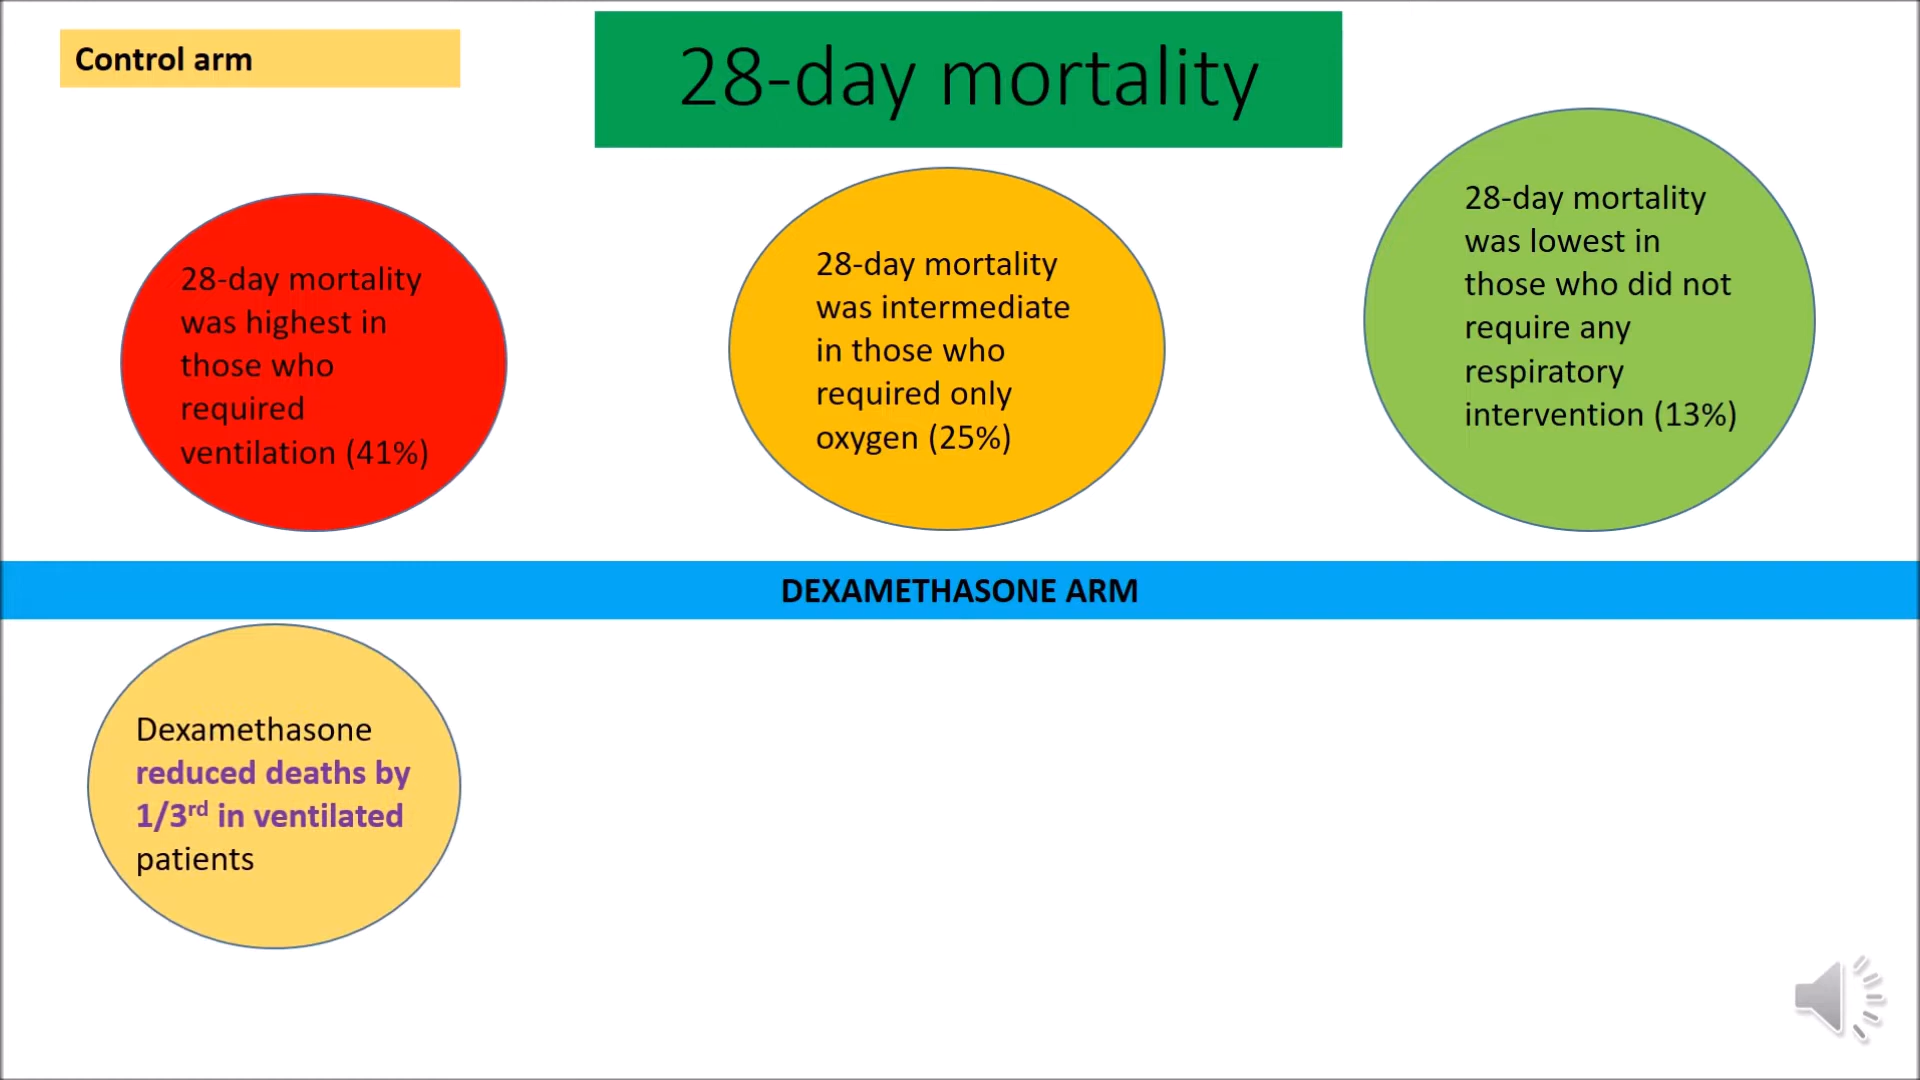 Control arm
28-day mortality
28-day mortality
was highest in
those who
required
ventilation (41%)
28-day mortality
was intermediate
in those who
required only
oxygen (25%)
28-day mortality
was lowest in
those who did not
require any
respiratory
intervention (13%)
DEXAMETHASONE ARM
Dexamethasone
reduced deaths by
1/3rd in ventilated
patients